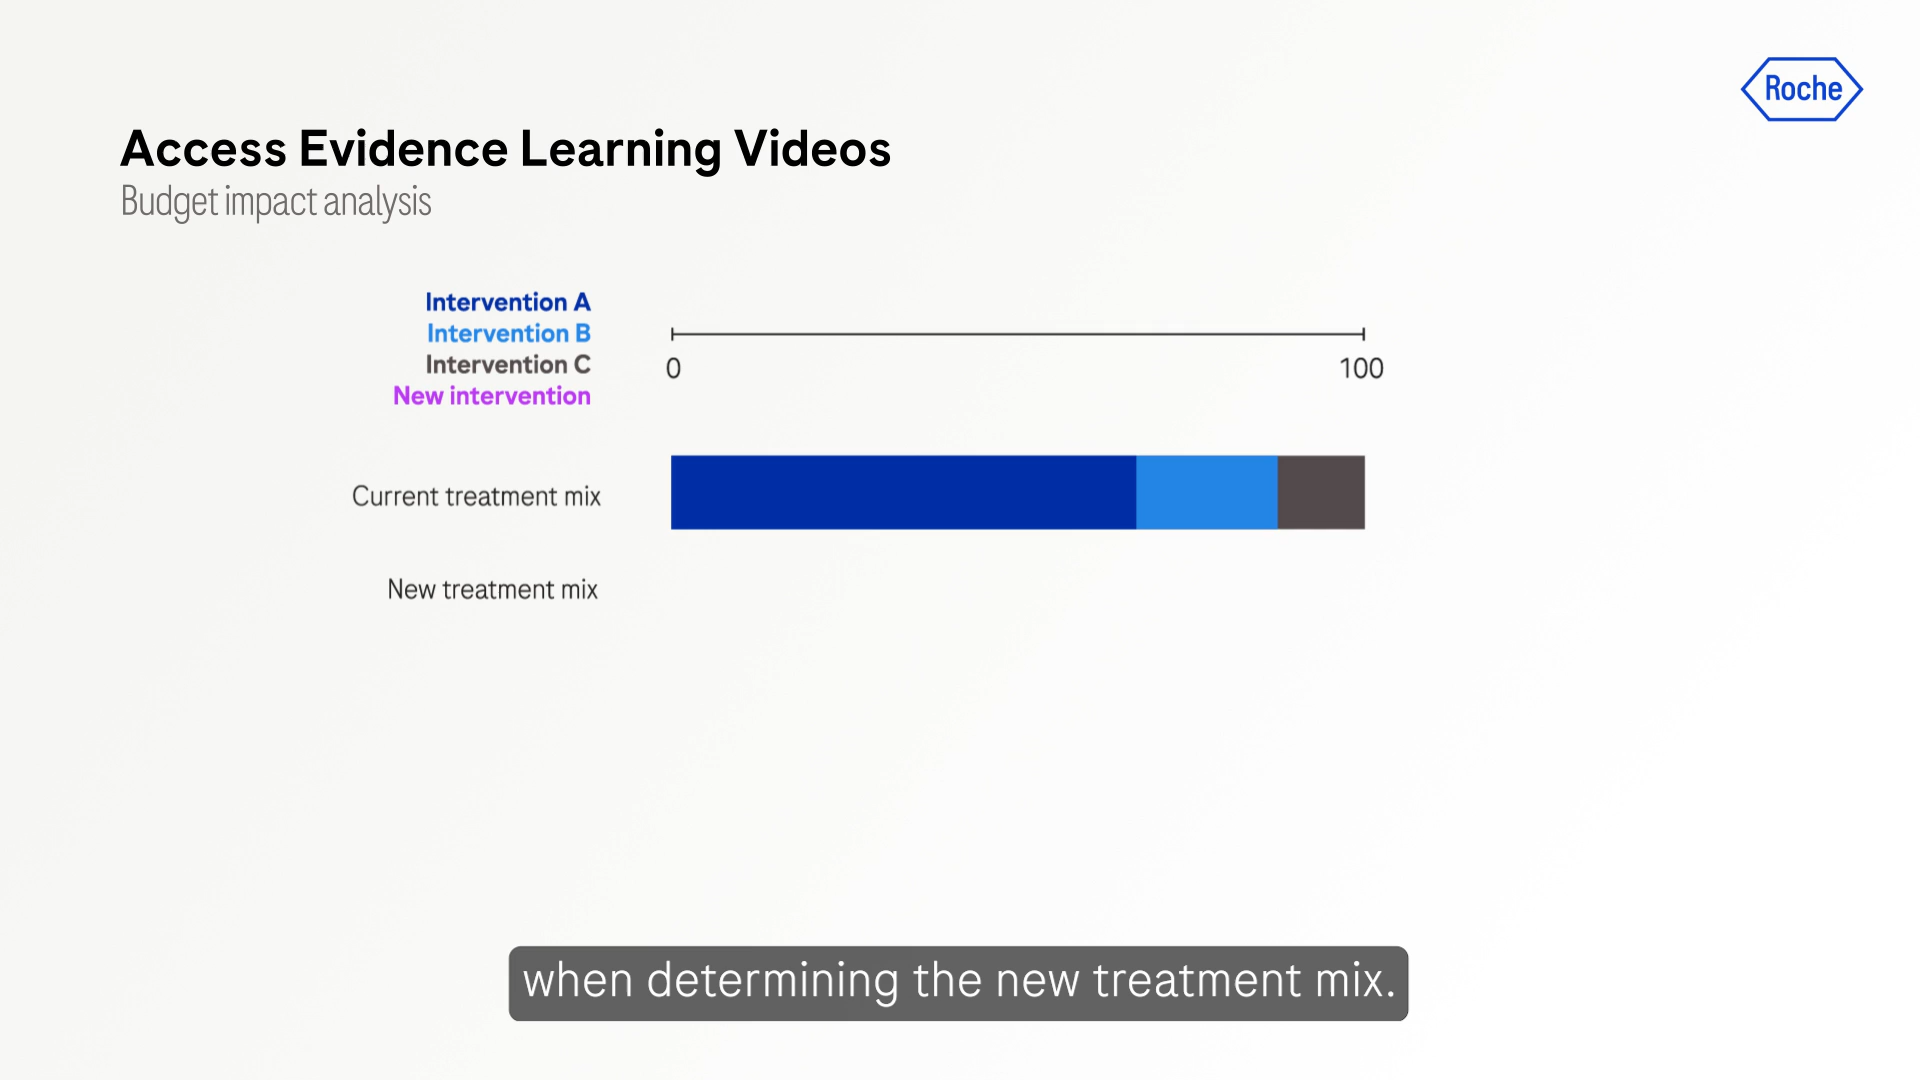 Roche
Access Evidence Learning Videos
Budget impact analysis
Intervention A
Intervention B
Intervention C
New intervention
0
100
Current treatment mix
New treatment mix
when determining the new treatment mix.